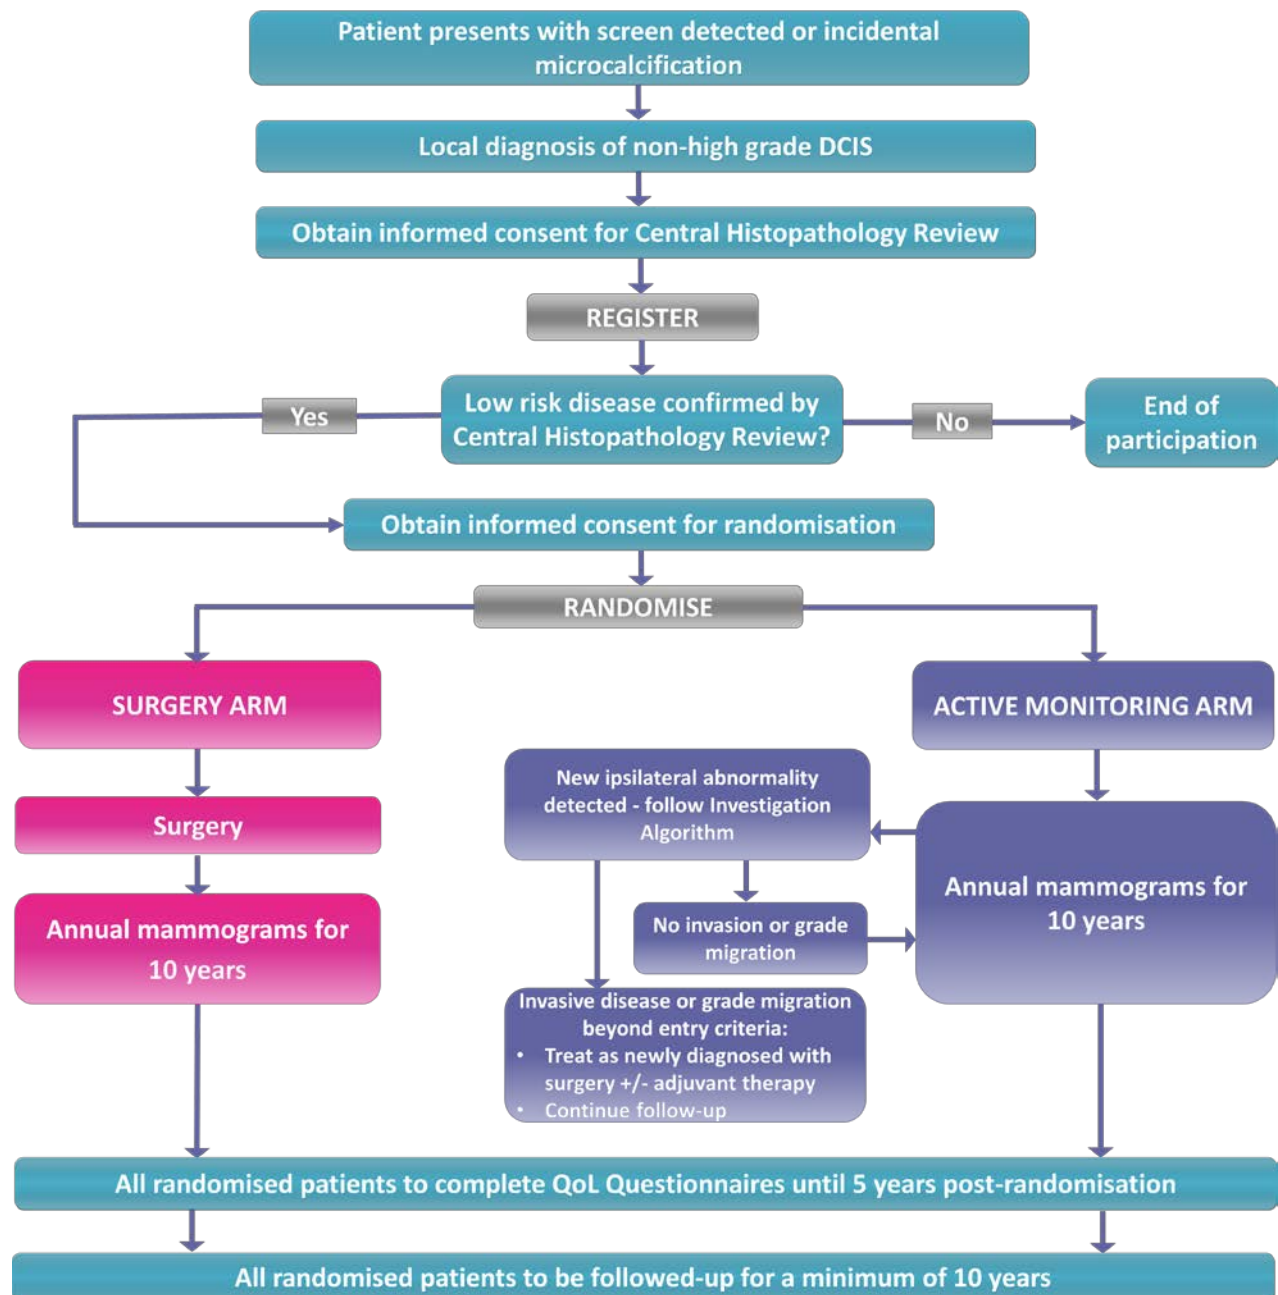 Patient presents with screen detected or incidental
microcalcification
Local diagnosis of non-high grade DCIS
Obtain informed consent for Central Histopathology Review
REGISTER
Low risk disease confirmed by
Central Histopathology Review?
Yes
No
End of
participation
Obtain informed consent for randomisation
RANDOMISE
SURGERY ARM
Surgery
Annual mammograms for
10 years
ACTIVE MONITORING ARM
Annual mammograms for
10 years
New ipsilateral abnormality
detected - follow Investigation
Algorithm
No invasion or grade
migration
Invasive disease or grade migration
beyond entry criteria:
• Treat as newly diagnosed with
surgery +/- adjuvant therapy
• Continue follow-up
All randomised patients to complete QoL Questionnaires until 5 years post-randomisation
All randomised patients to be followed-up for a minimum of 10 years